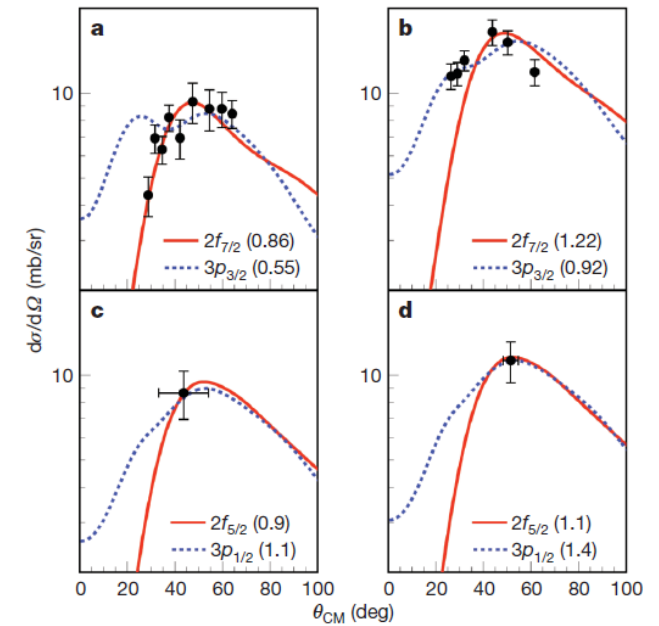 a
b
10
10
2f7/2 (0.86)
3p3/2 (0.55)
2f7/2 (1.22)
3p3/2 (0.92)
dσ/dΩ (mb/sr)
c
d
10
10
2f5/2 (0.9)
3p1/2 (1.1)
2f5/2 (1.1)
3p1/2 (1.4)
0 20 40 60 80 100
0 20 40 60 80 100
θCM (deg)